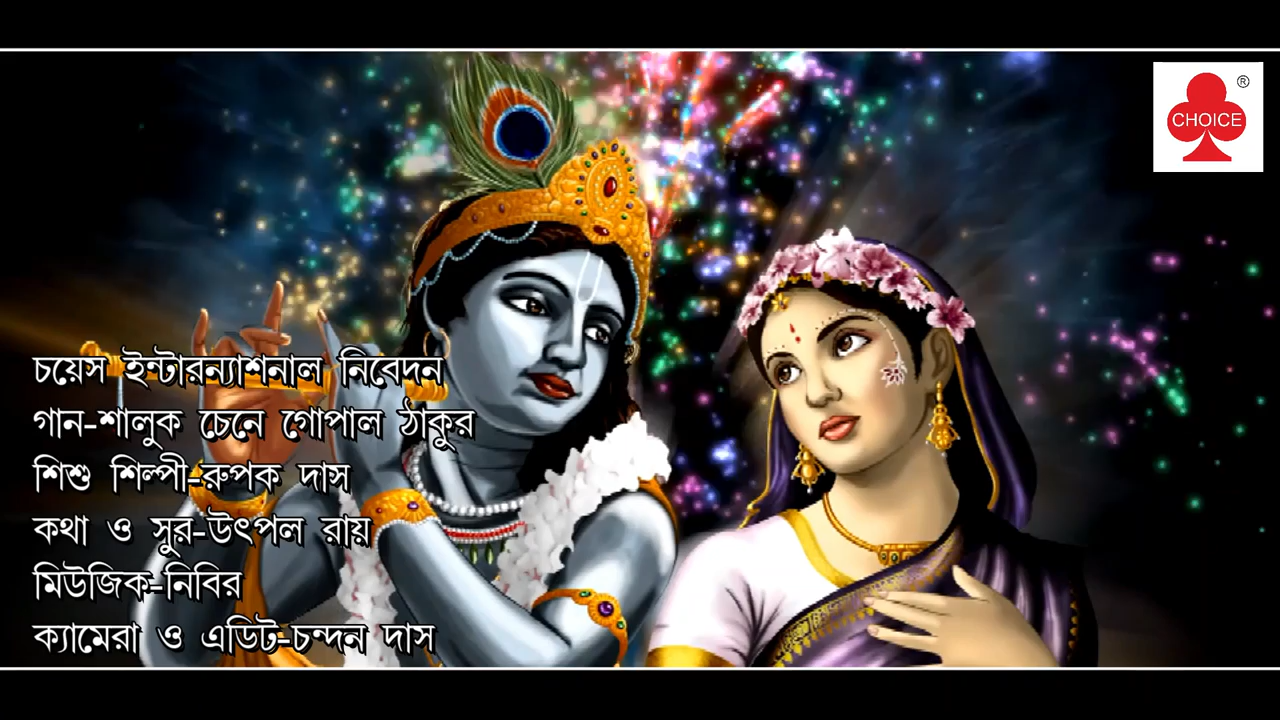 CHOICE ®
চয়েস ইন্টারন্যাশনাল নিবেদন
গান-শালুক চেনে গোপাল ঠাকুর
শিশু শিল্পী-রুপক দাস
কথা ও সুর-উৎপল রায়
মিউজিক-নিবির
ক্যামেরা ও এডিট-চন্দন দাস